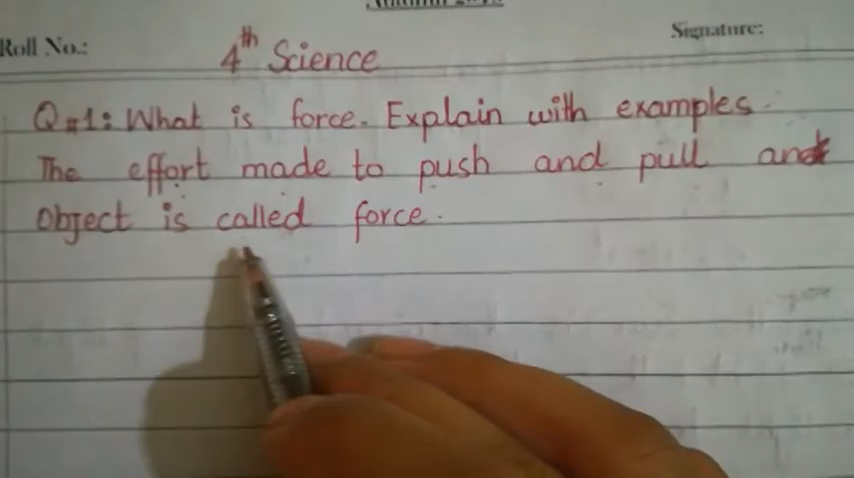 Roll No.:
Signature:
4th Science
Q#1: What is force. Explain with examples.
The effort made to push and pull an
object is called force.